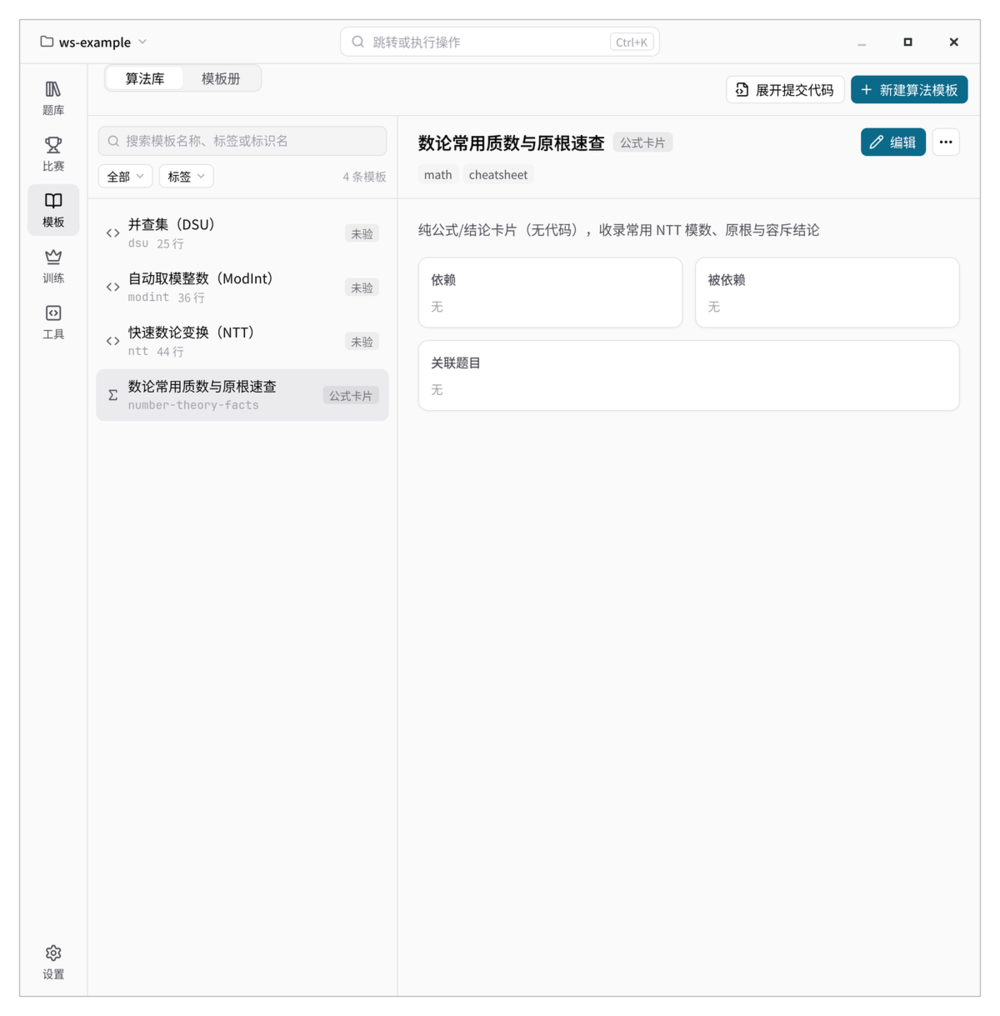 ws-example
跳转或执行操作
Ctrl+K
题库
比赛
模板
训练
工具
设置
算法库
模板册
展开提交代码
新建算法模板
搜索模板名称、标签或标识名
全部
标签
4 条模板
并查集（DSU）
dsu 25 行
未验
自动取模整数（ModInt）
modint 36 行
未验
快速数论变换（NTT）
ntt 44 行
未验
Σ
数论常用质数与原根速查
number-theory-facts
公式卡片
数论常用质数与原根速查
公式卡片
编辑
math
cheatsheet
纯公式/结论卡片（无代码），收录常用 NTT 模数、原根与容斥结论
依赖
无
被依赖
无
关联题目
无